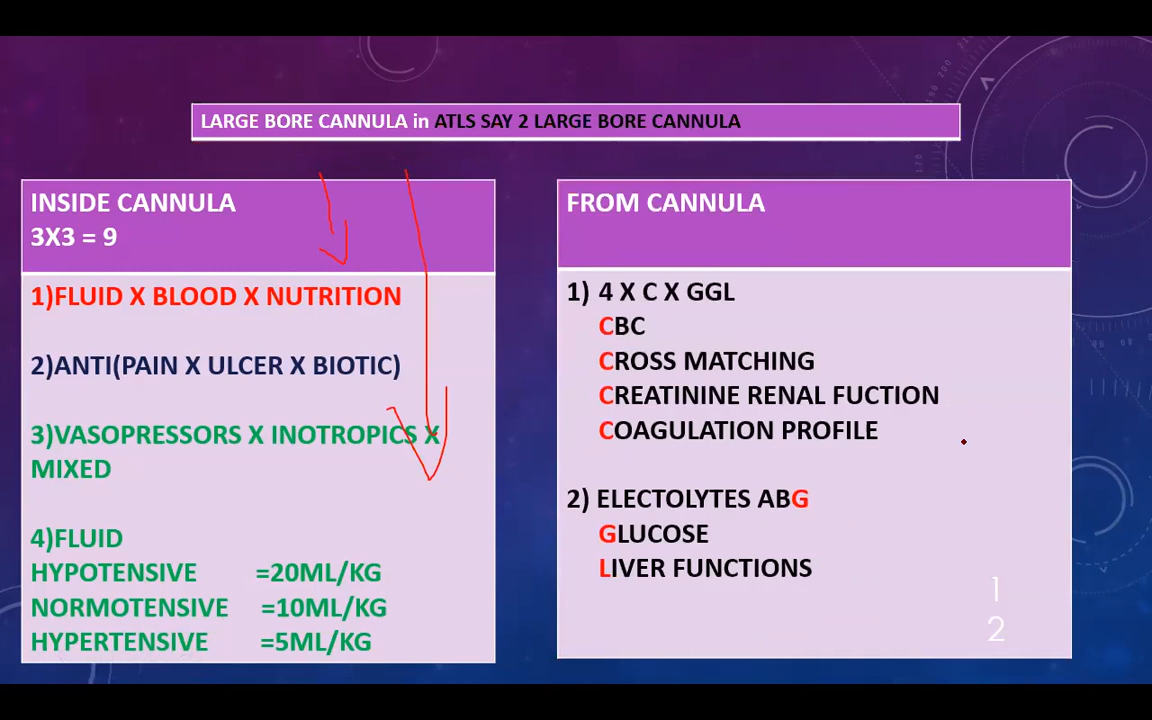 LARGE BORE CANNULA in ATLS SAY 2 LARGE BORE CANNULA
INSIDE CANNULA
3X3 = 9
1)FLUID X BLOOD X NUTRITION
2)ANTI(PAIN X ULCER X BIOTIC)
3)VASOPRESSORS X INOTROPICS X
MIXED
4)FLUID
HYPOTENSIVE =20ML/KG
NORMOTENSIVE =10ML/KG
HYPERTENSIVE =5ML/KG
FROM CANNULA
1) 4 X C X GGL
CBC
CROSS MATCHING
CREATININE RENAL FUCTION
COAGULATION PROFILE
2) ELECTOLYTES ABG
GLUCOSE
LIVER FUNCTIONS
1
2